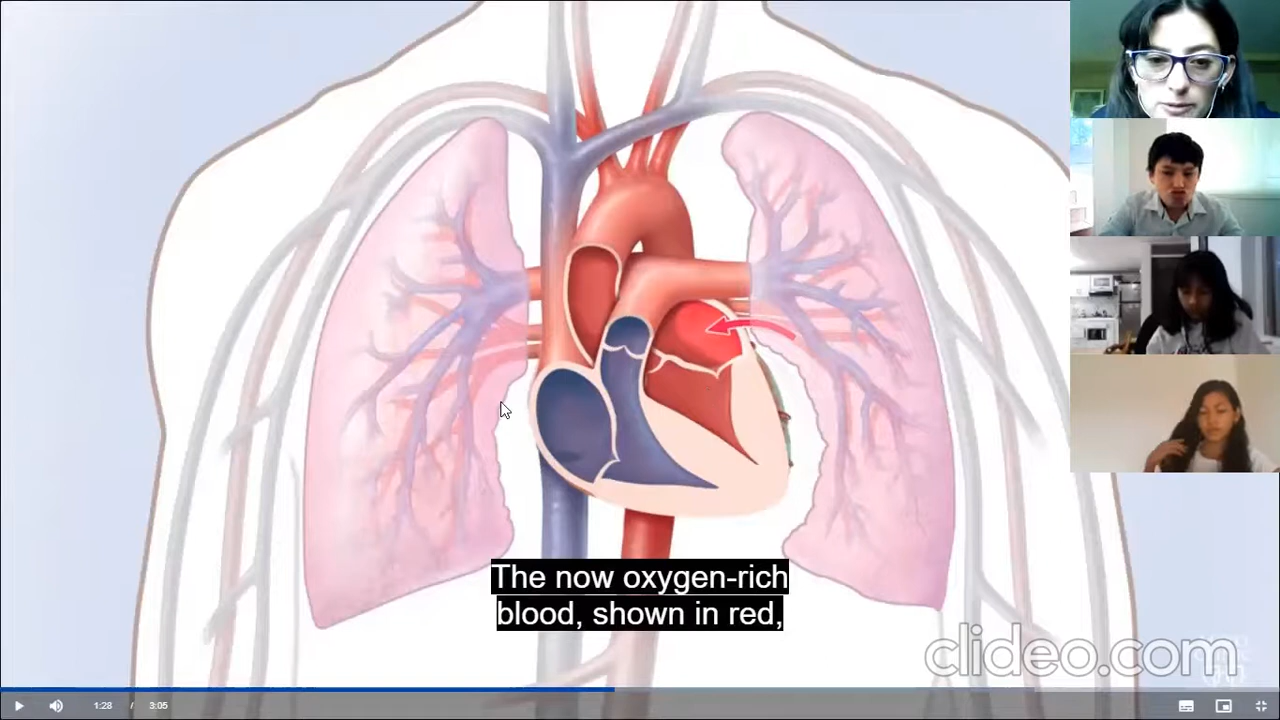 The now oxygen-rich
blood, shown in red,
clideo.com
1:28 / 3:05